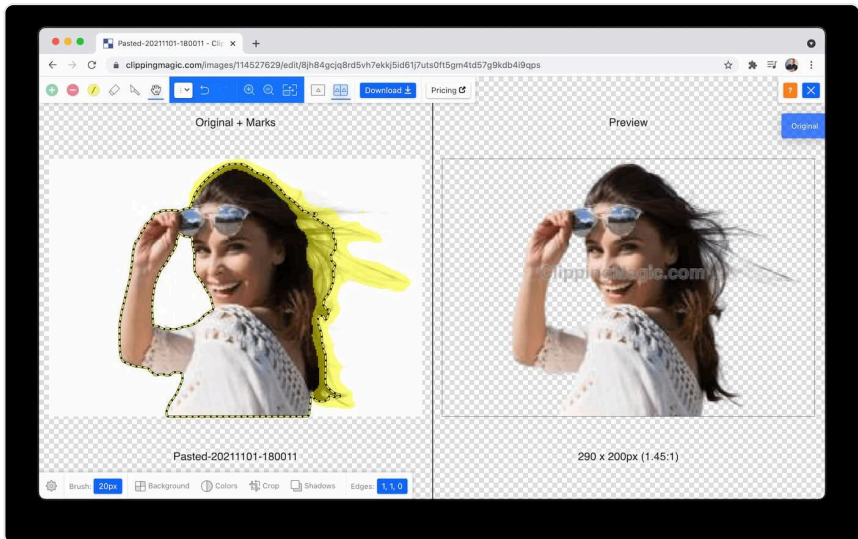 Pasted-20211101-180011 - Clip
clippingmagic.com/images/114527629/edit/8jh84gcjq8rd5vh7ekkj5id61j7uts0ft5gm4td57g9kdb4i9qps
Download
Pricing
?
Original + Marks
Preview
Original
ClippingMagic.com
Pasted-20211101-180011
290 x 200px (1.45:1)
Brush: 20px Background Colors Crop Shadows Edges: 1, 1, 0